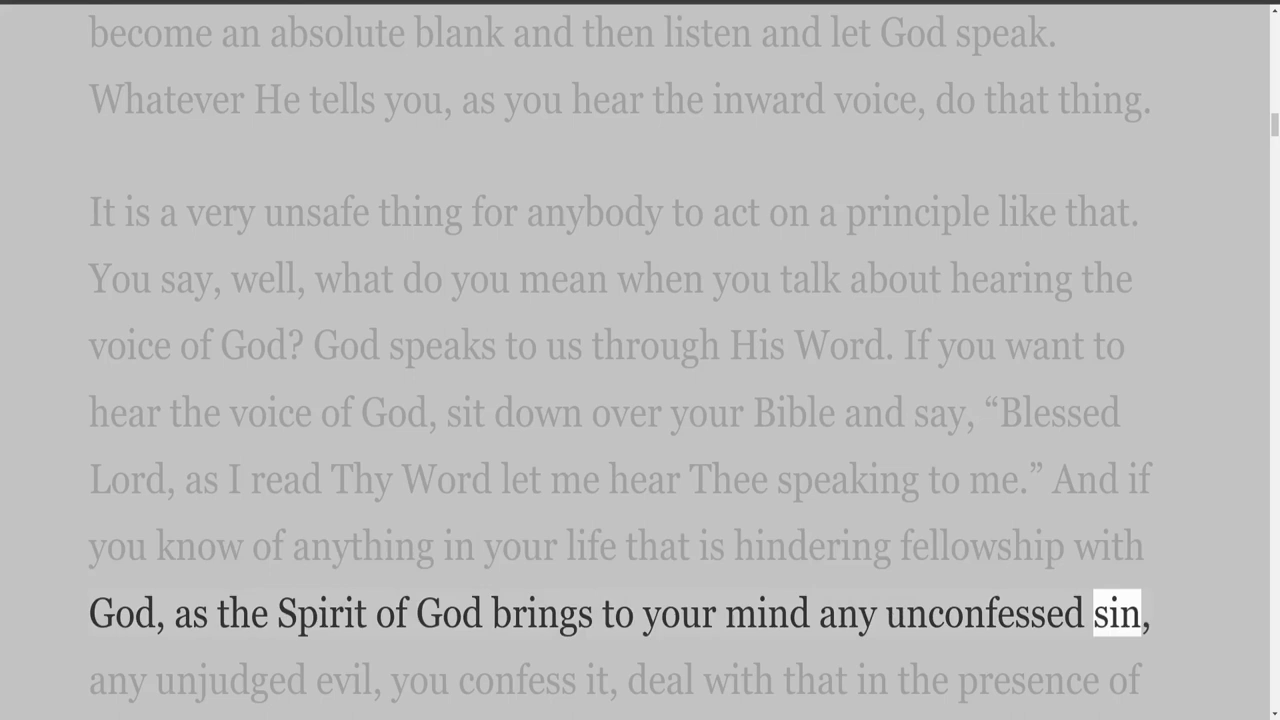 become an absolute blank and then listen and let God speak.
Whatever He tells you, as you hear the inward voice, do that thing.
It is a very unsafe thing for anybody to act on a principle like that.
You say, well, what do you mean when you talk about hearing the
voice of God? God speaks to us through His Word. If you want to
hear the voice of God, sit down over your Bible and say, “Blessed
Lord, as I read Thy Word let me hear Thee speaking to me.” And if
you know of anything in your life that is hindering fellowship with
God, as the Spirit of God brings to your mind any unconfessed sin,
any unjudged evil, you confess it, deal with that in the presence of